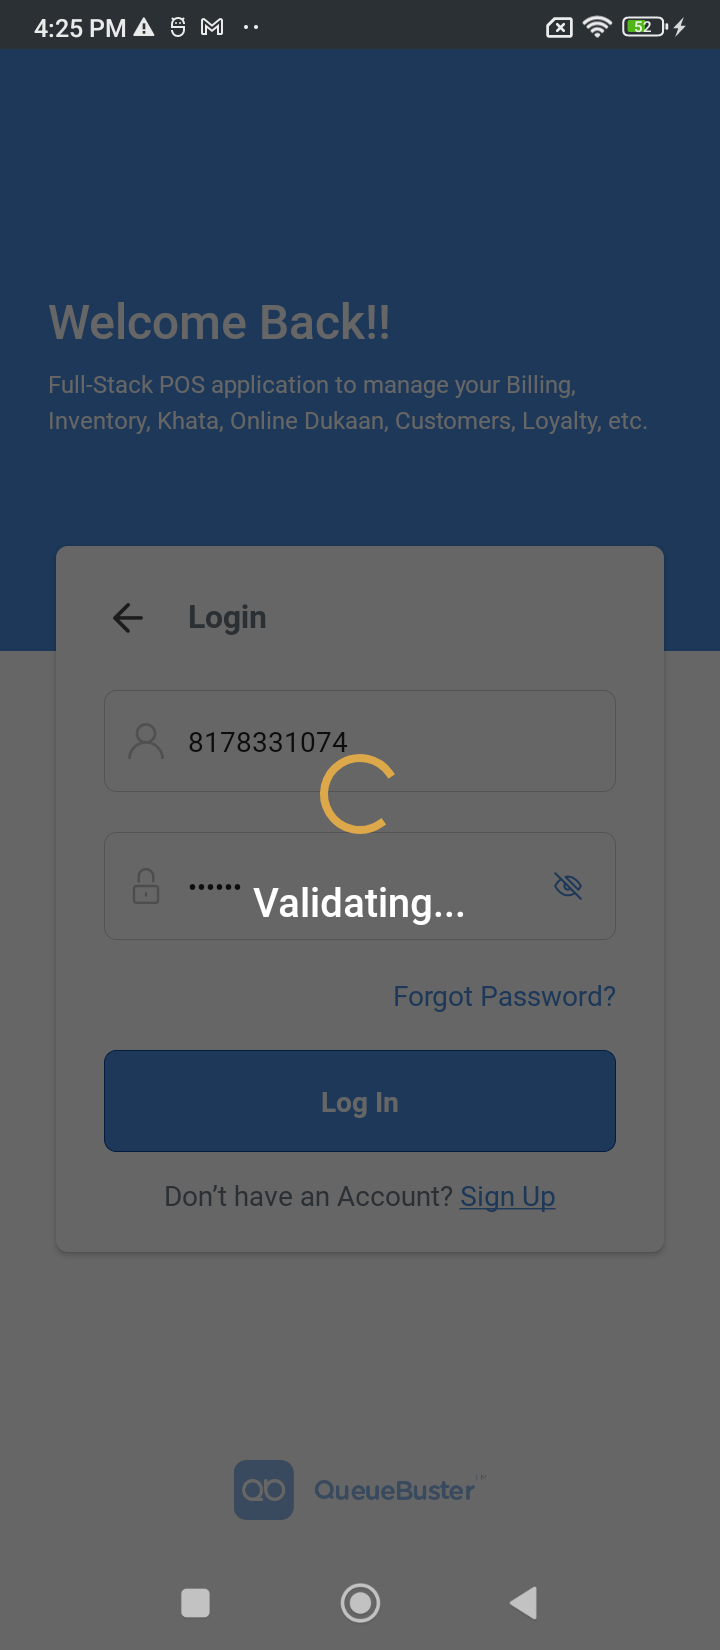 4:25 PM
52
Welcome Back!!
Full-Stack POS application to manage your Billing,
Inventory, Khata, Online Dukaan, Customers, Loyalty, etc.
Login
8178331074
••••••
Validating...
Forgot Password?
Log In
Don't have an Account? Sign Up
QueueBuster™